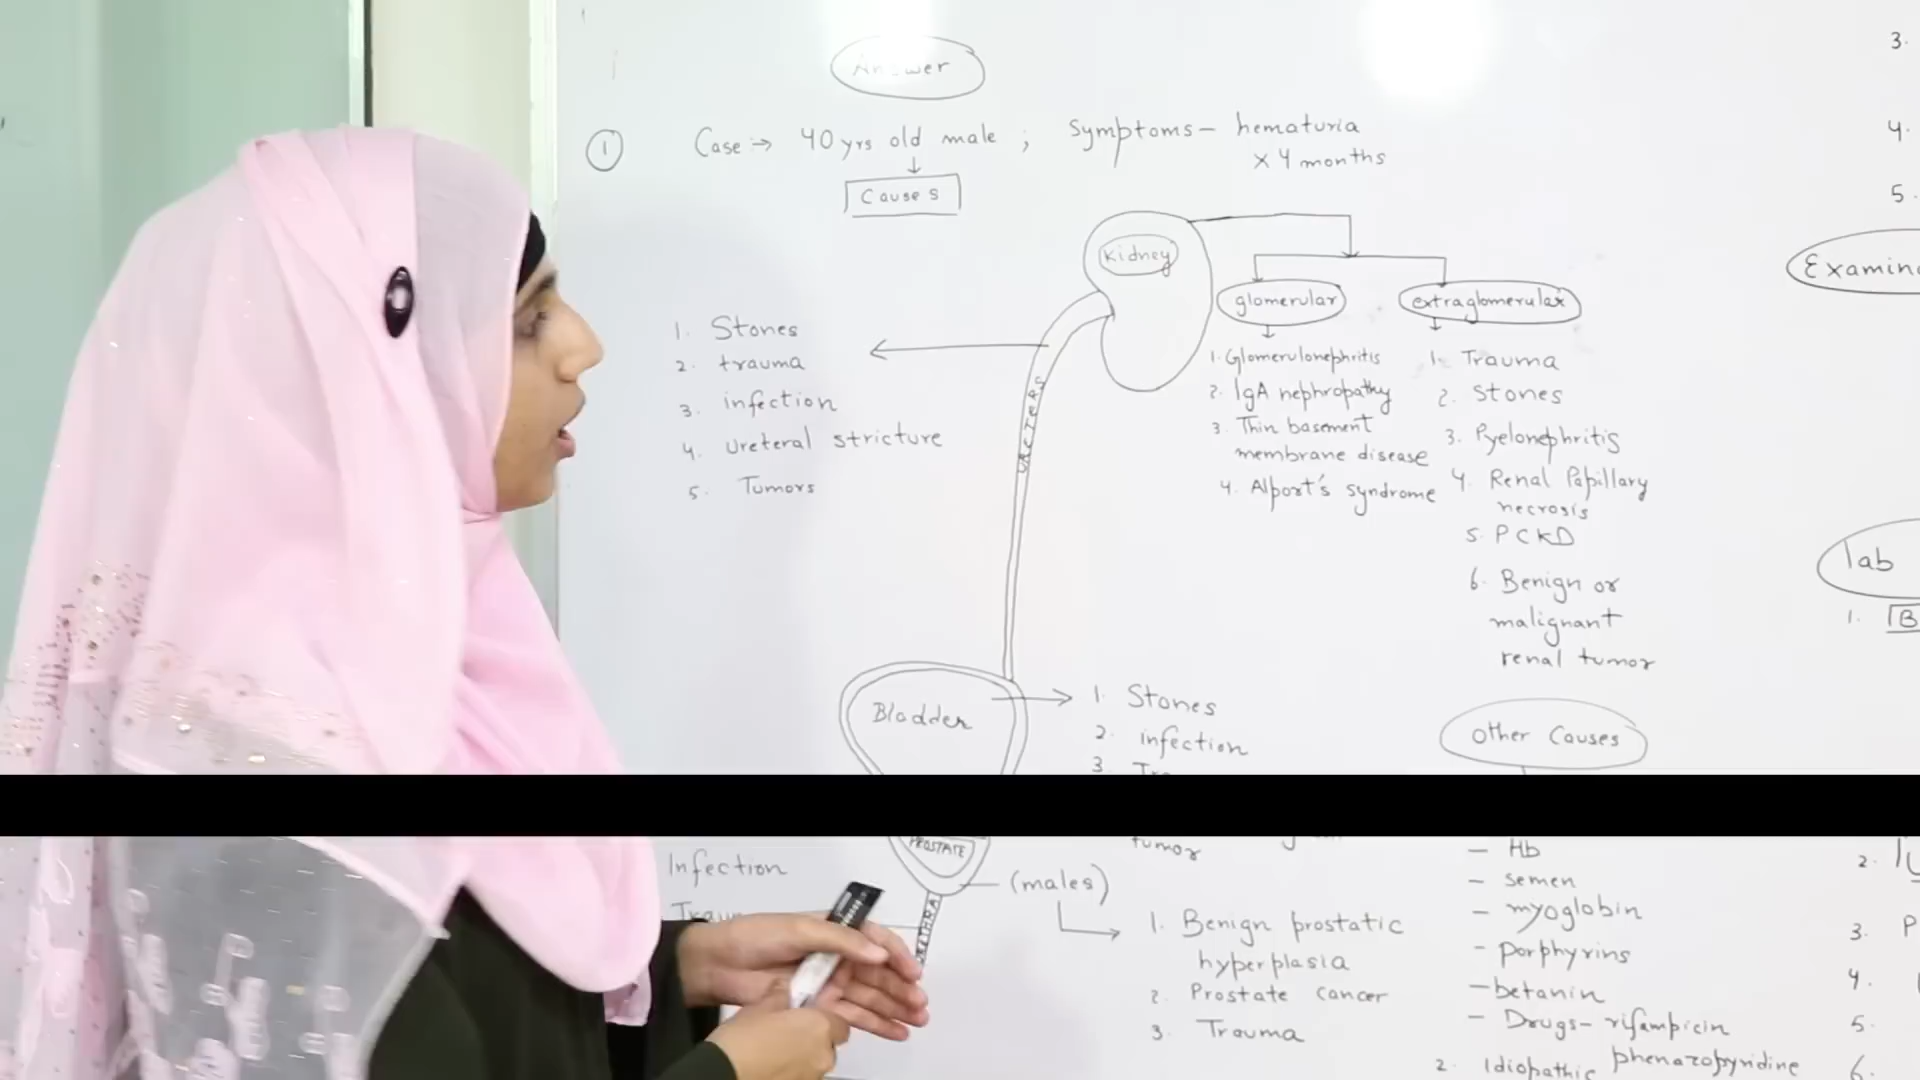 Answer
1 Case → 40 yrs old male ; Symptoms - hematuria
x 4 months
Causes
Kidney
glomerular
1. Glomerulonephritis
2. IgA nephropathy
3. Thin basement
membrane disease
4. Alport's syndrome
extraglomerular
1. Trauma
2. Stones
3. Pyelonephritis
4. Renal Papillary
necrosis
5. PCKD
6. Benign or
malignant
renal tumor
URETERS
1. Stones
2. trauma
3. infection
4. Ureteral stricture
5. Tumors
Bladder
1. Stones
2. infection
3.
tumor
PROSTATE
(males)
1. Benign prostatic
hyperplasia
2. Prostate cancer
3. Trauma
Infection
Other Causes
- Hb
- semen
- myoglobin
- porphyrins
- betanin
- Drugs - rifampicin
phenazopyridine
2. Idiopathic
3.
4.
5.
lab
1. B
2.
3. P
4.
5.
6.